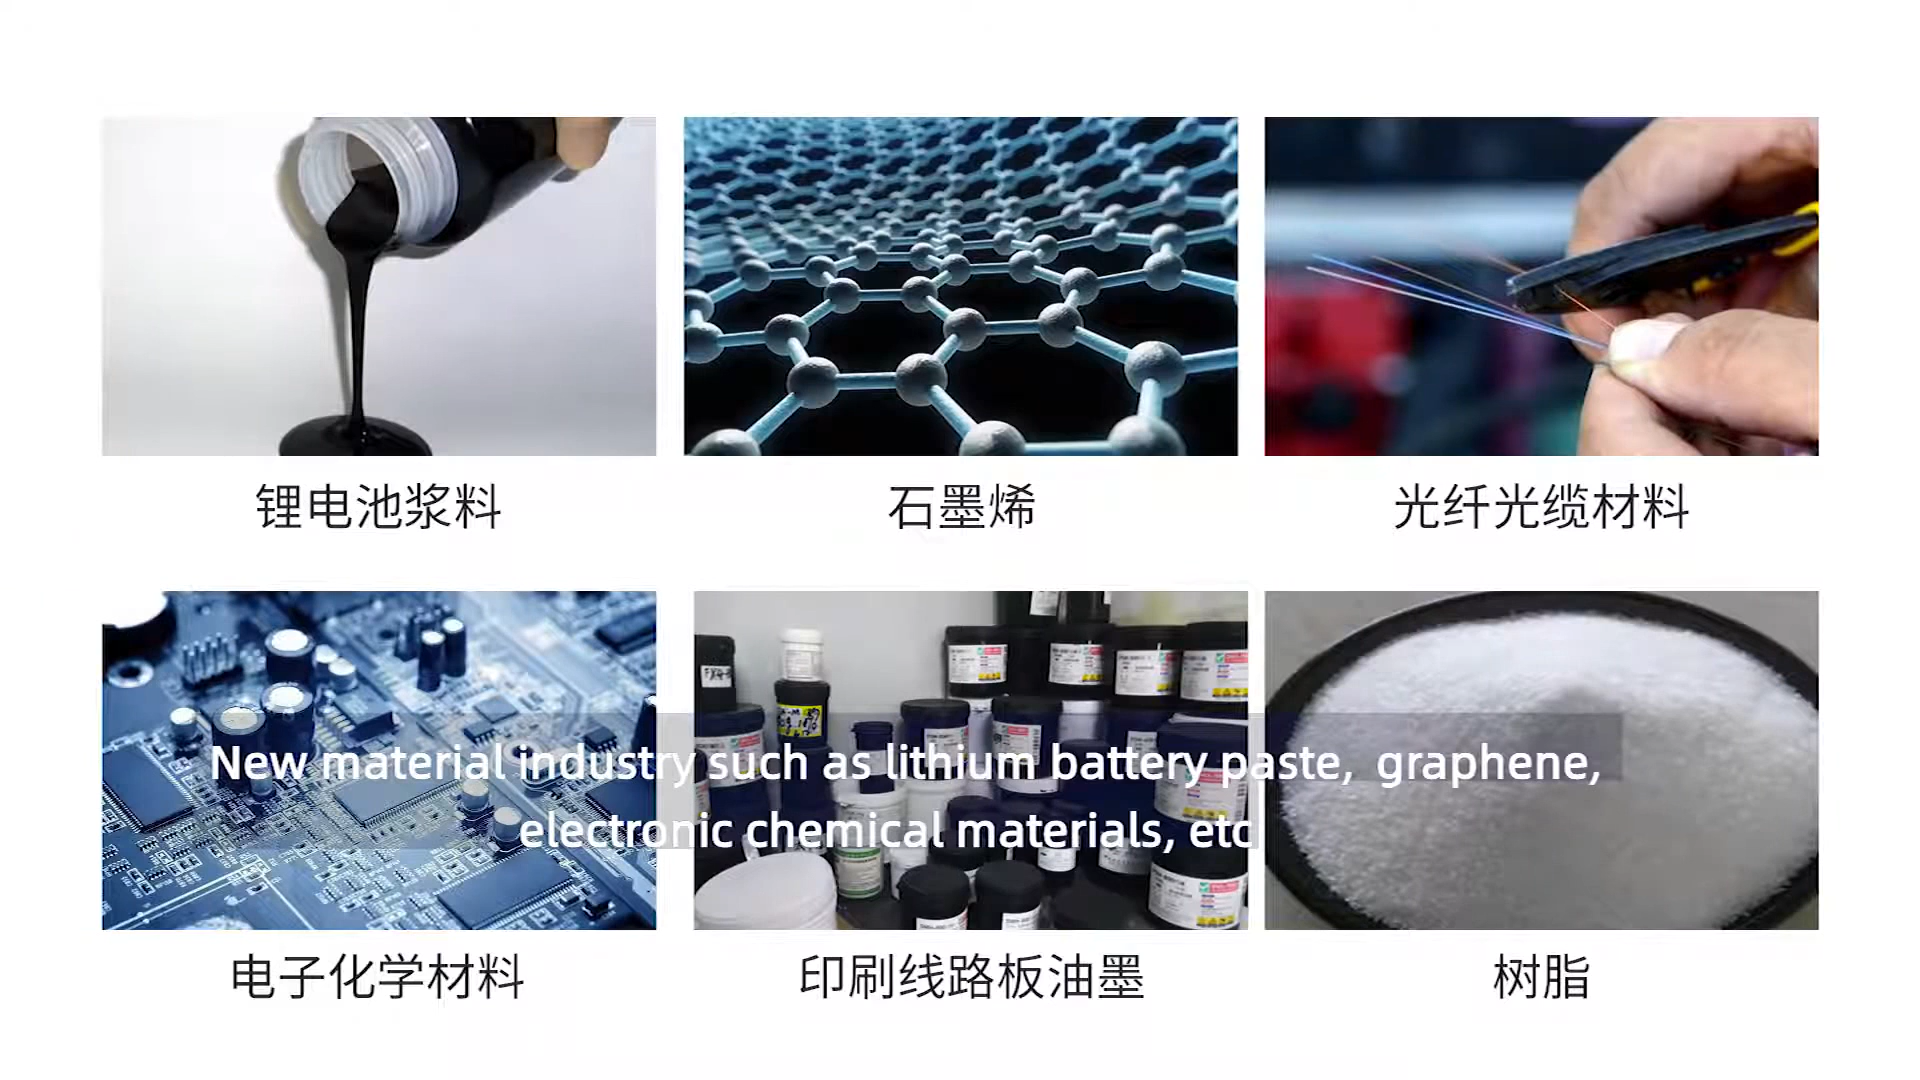 锂电池浆料
石墨烯
光纤光缆材料
New material industry such as lithium battery paste, graphene,
electronic chemical materials, etc
电子化学材料
印刷线路板油墨
树脂